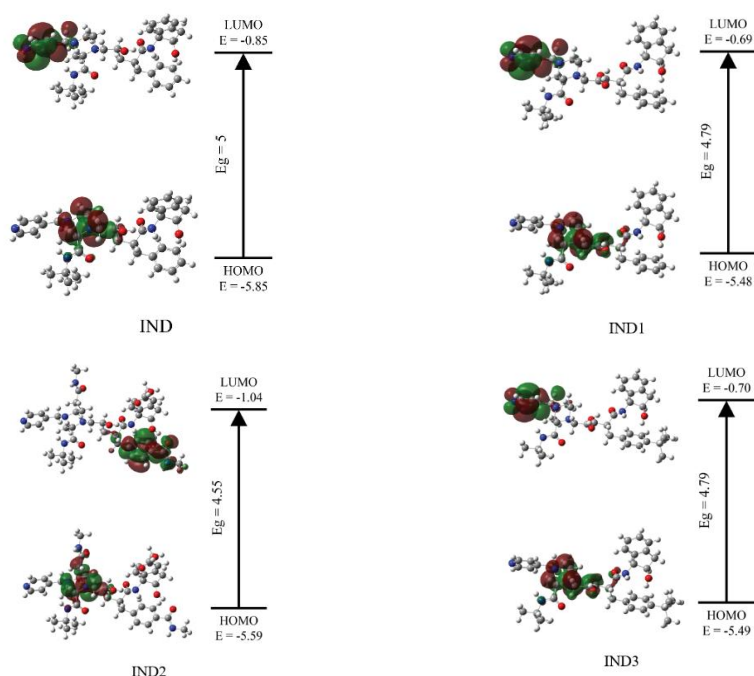 LUMO
E = -0.85
Eg = 5
HOMO
E = -5.85
IND
LUMO
E = -0.69
Eg = 4.79
HOMO
E = -5.48
IND1
LUMO
E = -1.04
Eg = 4.55
HOMO
E = -5.59
IND2
LUMO
E = -0.70
Eg = 4.79
HOMO
E = -5.49
IND3